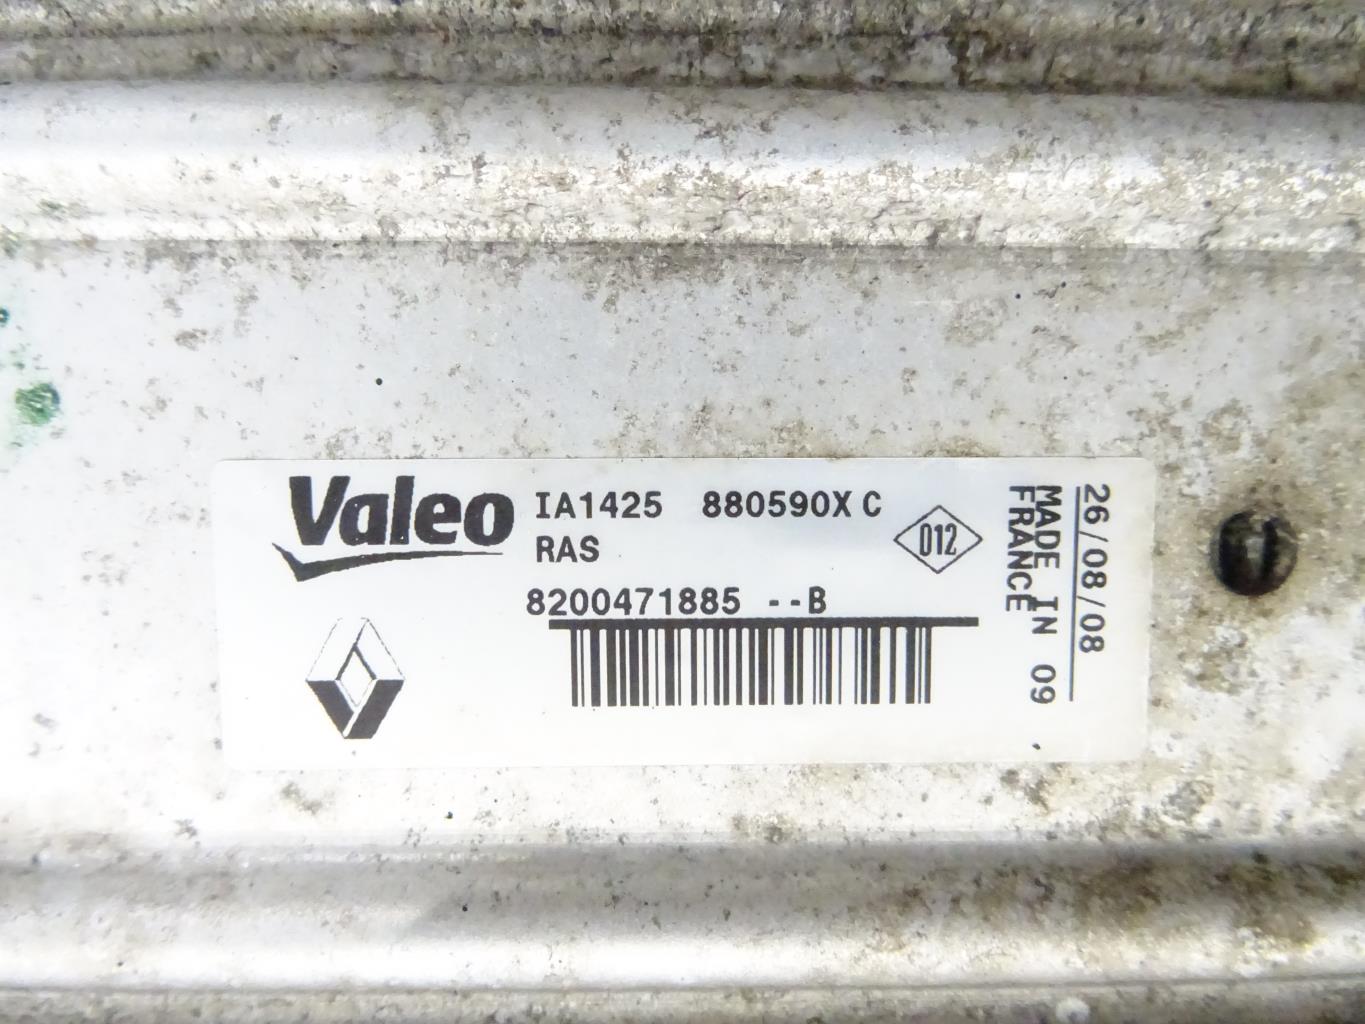 Valeo
IA1425 880590X C
RAS
8200471885 --B
012
26/08/08
MADE IN 09
FRANCE